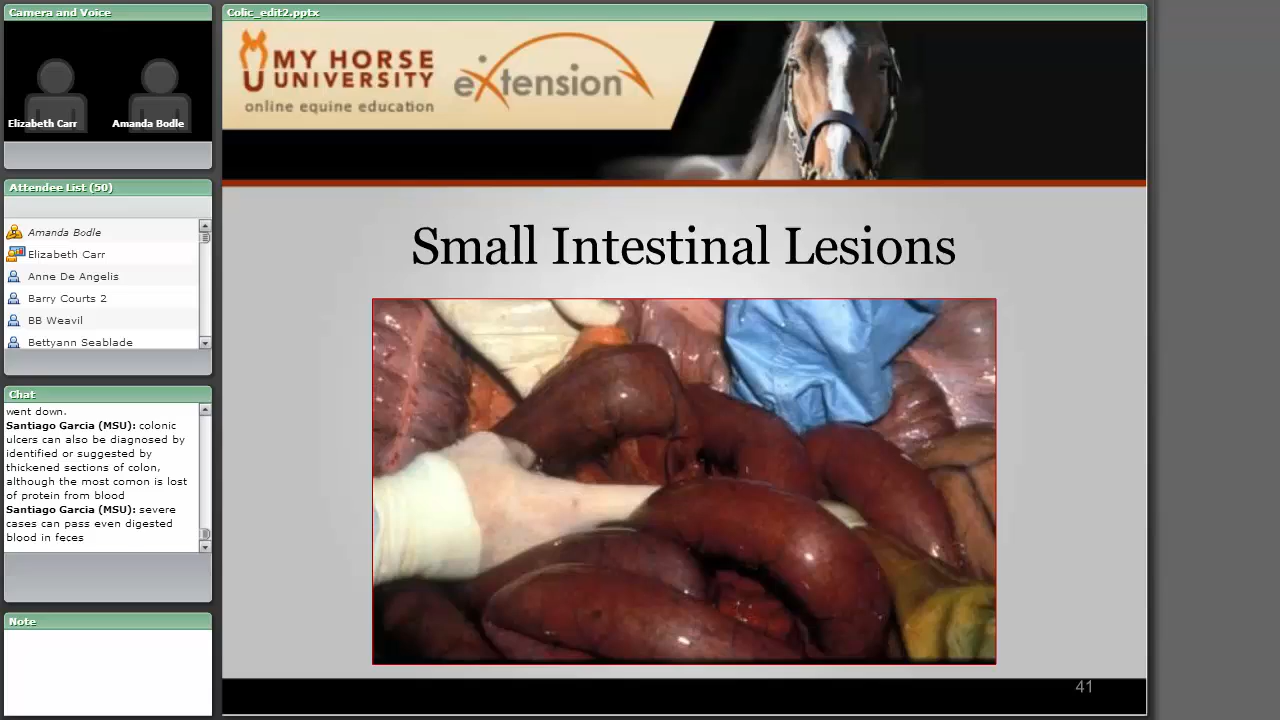 Camera and Voice
Elizabeth Carr
Amanda Bodle
Attendee List (50)
Amanda Bodle
Elizabeth Carr
Anne De Angelis
Barry Courts 2
BB Weavil
Bettyann Seablade
Chat
went down.
Santiago Garcia (MSU): colonic
ulcers can also be diagnosed by
identified or suggested by
thickened sections of colon,
although the most comon is lost
of protein from blood
Santiago Garcia (MSU): severe
cases can pass even digested
blood in feces
Note
Colic_edit2.pptx
MY HORSE
UNIVERSITY
online equine education
eXtension
Small Intestinal Lesions
41